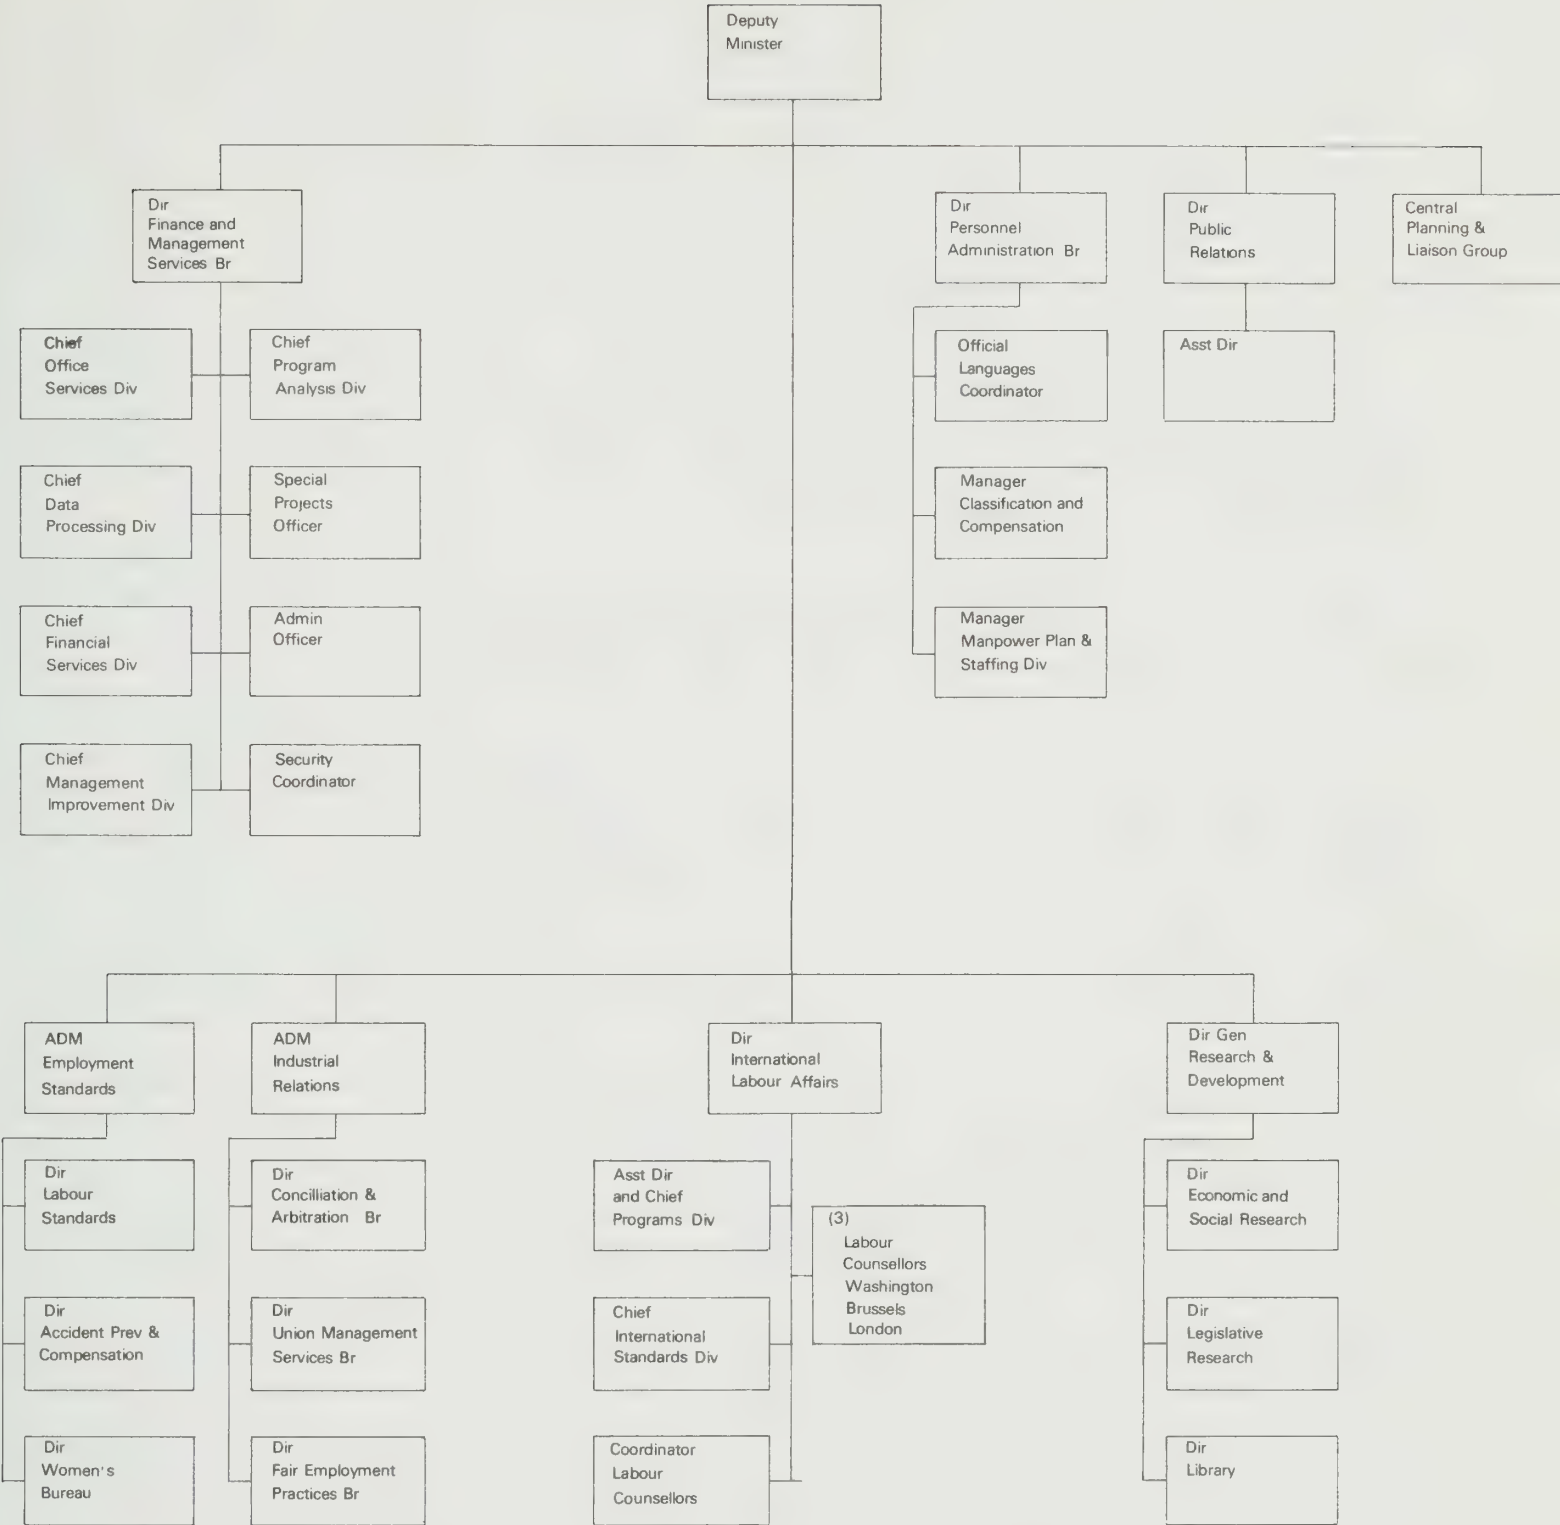 Deputy
Minister
Dir
Finance and
Management
Services Br
Dir
Personnel
Administration Br
Dir
Public
Relations
Central
Planning &
Liaison Group
Chief
Office
Services Div
Chief
Program
Analysis Div
Official
Languages
Coordinator
Asst Dir
Chief
Data
Processing Div
Special
Projects
Officer
Manager
Classification and
Compensation
Chief
Financial
Services Div
Admin
Officer
Manager
Manpower Plan &
Staffing Div
Chief
Management
Improvement Div
Security
Coordinator
ADM
Employment
Standards
ADM
Industrial
Relations
Dir
International
Labour Affairs
Dir Gen
Research &
Development
Dir
Labour
Standards
Dir
Concilliation &
Arbitration Br
Asst Dir
and Chief
Programs Div
(3)
Labour
Counsellors
Washington
Brussels
London
Dir
Economic and
Social Research
Dir
Accident Prev &
Compensation
Dir
Union Management
Services Br
Chief
International
Standards Div
Dir
Legislative
Research
Dir
Women's
Bureau
Dir
Fair Employment
Practices Br
Coordinator
Labour
Counsellors
Dir
Library